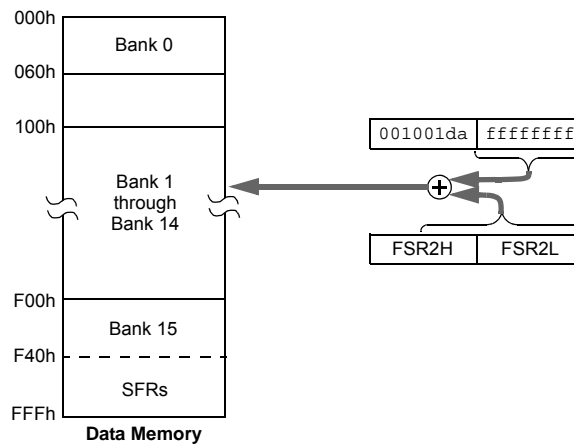 000h
Bank 0
060h
100h
001001da ffffffff
Bank 1
through
Bank 14
FSR2H FSR2L
F00h
Bank 15
F40h
SFRs
FFFh
Data Memory